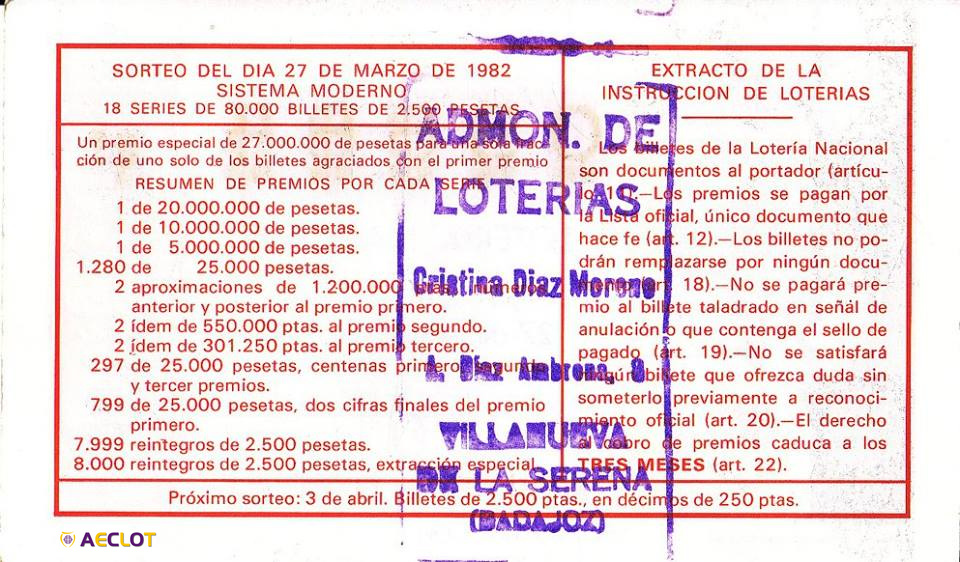 SORTEO DEL DIA 27 DE MARZO DE 1982
SISTEMA MODERNO
18 SERIES DE 80.000 BILLETES DE 2.500 PESETAS
Un premio especial de 27.000.000 de pesetas para una sola frac-
ción de uno solo de los billetes agraciados con el primer premio
RESUMEN DE PREMIOS POR CADA SERIE
1 de 20.000.000 de pesetas.
1 de 10.000.000 de pesetas.
1 de 5.000.000 de pesetas.
1.280 de 25.000 pesetas.
2 aproximaciones de 1.200.000 ptas. números
anterior y posterior al premio primero.
2 ídem de 550.000 ptas. al premio segundo.
2 ídem de 301.250 ptas. al premio tercero.
297 de 25.000 pesetas, centenas primero, segundo
y tercer premios.
799 de 25.000 pesetas, dos cifras finales del premio
primero.
7.999 reintegros de 2.500 pesetas.
8.000 reintegros de 2.500 pesetas, extracción especial
EXTRACTO DE LA
INSTRUCCION DE LOTERIAS
Los billetes de la Lotería Nacional
son documentos al portador (artícu-
lo 10).—Los premios se pagan por
la Lista oficial, único documento que
hace fe (art. 12).—Los billetes no po-
drán remplazarse por ningún docu-
mento (art. 18).—No se pagará pre-
mio al billete taladrado en señal de
anulación o que contenga el sello de
pagado (art. 19).—No se satisfará
ningún billete que ofrezca duda sin
someterlo previamente a reconoci-
miento oficial (art. 20).—El derecho
al cobro de premios caduca a los
TRES MESES (art. 22).
Próximo sorteo: 3 de abril. Billetes de 2.500 ptas., en décimos de 250 ptas.
ADMON. DE
LOTERIAS
Cristina Diaz Moreno
A. Diaz Ambrona, 8
VILLANUEVA
DE LA SERENA
(BADAJOZ)
AECLOT